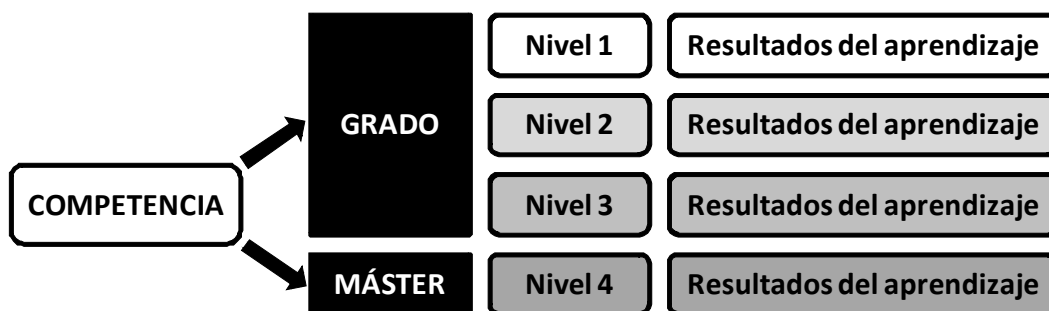 Nivel 1 Resultados del aprendizaje
GRADO Nivel 2 Resultados del aprendizaje
COMPETENCIA Nivel 3 Resultados del aprendizaje
MÁSTER Nivel 4 Resultados del aprendizaje